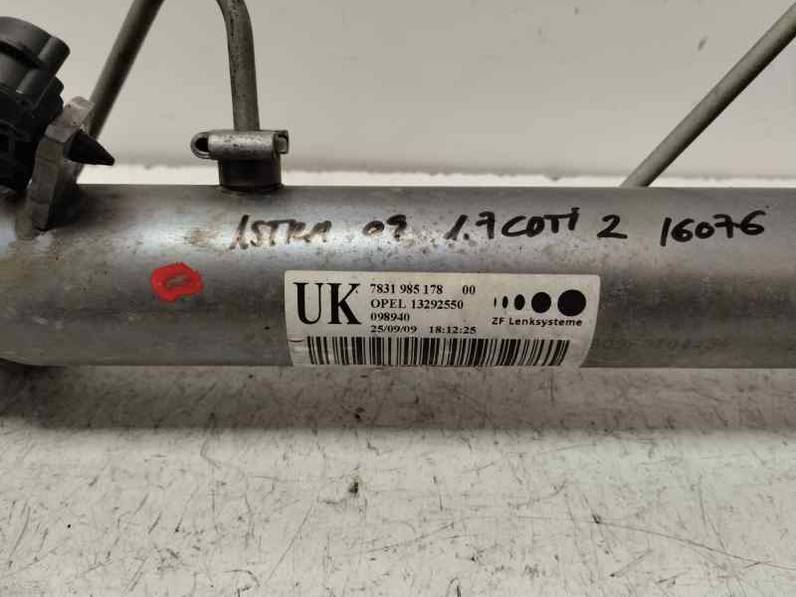 ASTRA 09 1.7CDTi 2 16076
UK
7831 985 178 00
OPEL 13292550
098940
25/09/09 18:12:25
ZF Lenksysteme